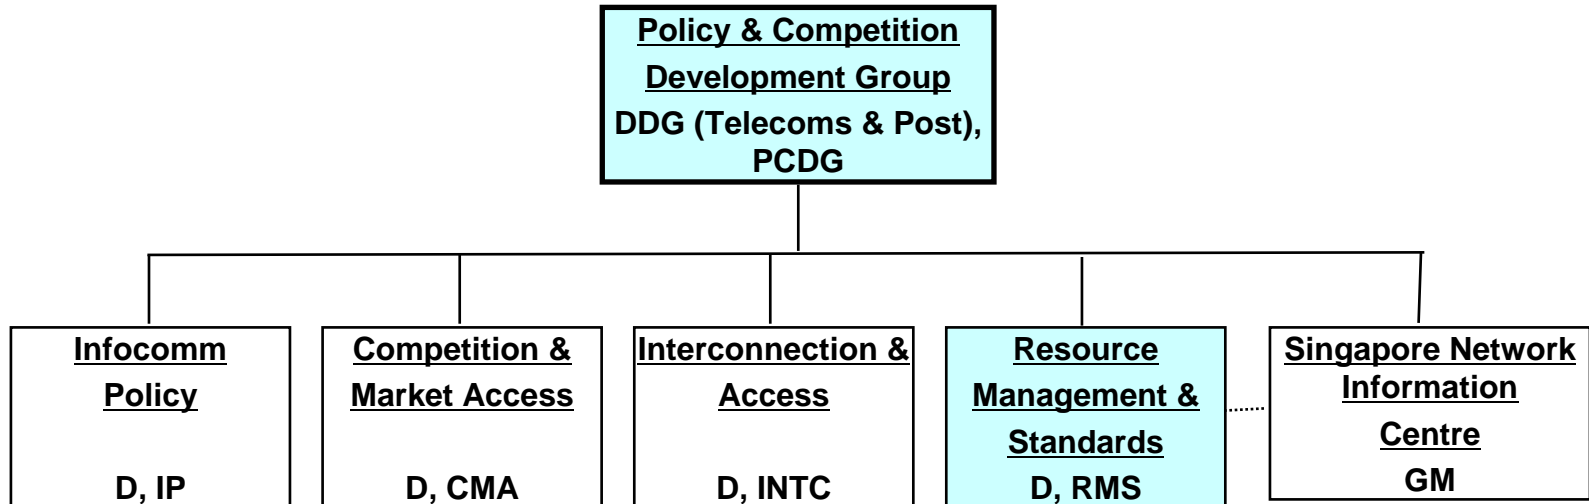 Policy & Competition
Development Group
DDG (Telecoms & Post),
PCDG
Infocomm
Policy
D, IP
Competition &
Market Access
D, CMA
Interconnection &
Access
D, INTC
Resource
Management &
Standards
D, RMS
Singapore Network
Information
Centre
GM